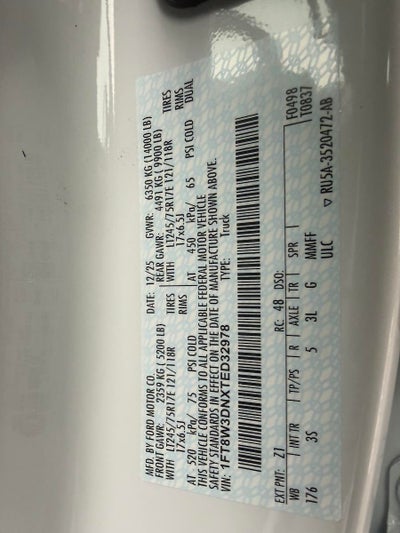 MFD. BY FORD MOTOR CO.
DATE: 12/25 GVWR: 6350 KG (14000 LB)
FRONT GAWR: 2359 KG ( 5200 LB) REAR GAWR: 4491 KG ( 9900 LB)
WITH LT245/75R17E 121/118R TIRES WITH LT245/75R17E 121/118R TIRES
17x6.5J RIMS 17x6.5J RIMS
AT 520 kPa/ 75 PSI COLD AT 450 kPa/ 65 PSI COLD DUAL
THIS VEHICLE CONFORMS TO ALL APPLICABLE FEDERAL MOTOR VEHICLE
SAFETY STANDARDS IN EFFECT ON THE DATE OF MANUFACTURE SHOWN ABOVE.
VIN: 1FT8W3DNXTED32978 TYPE: Truck
F0498
T0837
EXT PNT: Z1 RC: 48 DSO:
WB INT TR TP/PS R AXLE TR SPR
176 3S 5 3L G MMFF
ULC
▽ RU5A-3520472-AB